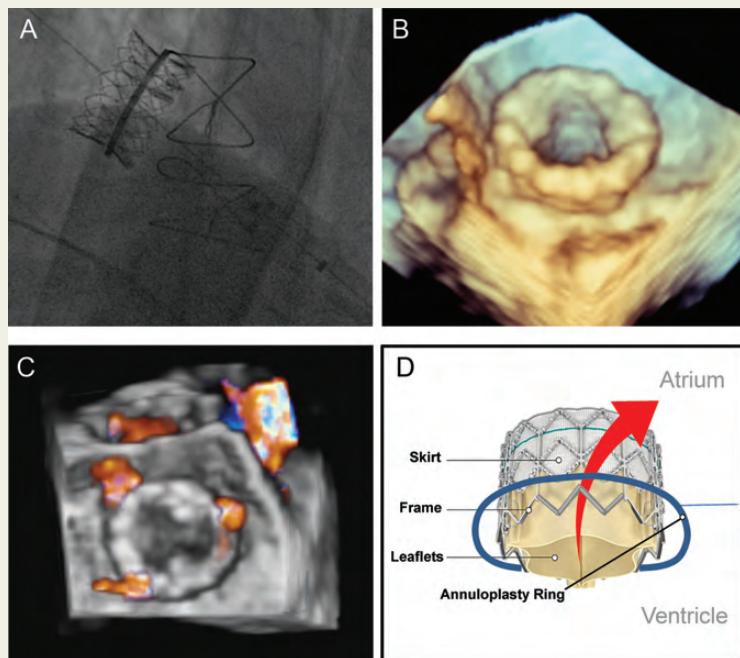 A
B
C
D
Atrium
Skirt
Frame
Leaflets
Annuloplasty Ring
Ventricle